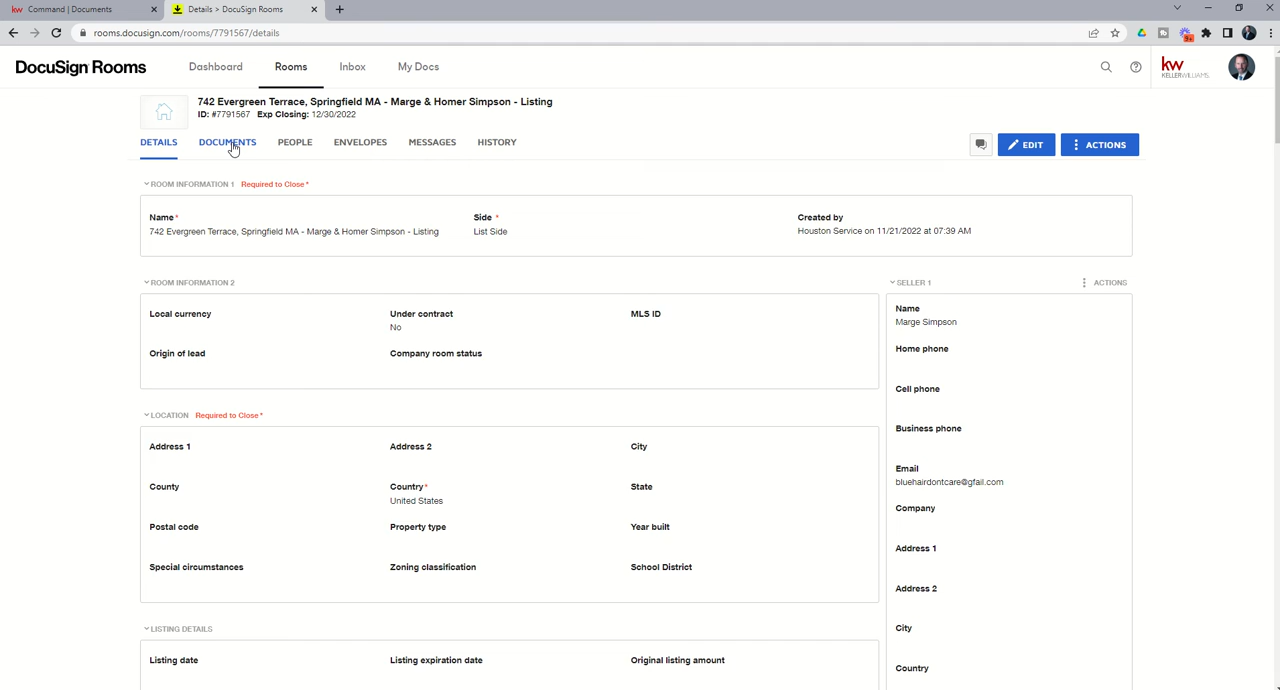 kw Command | Documents
Details > DocuSign Rooms
rooms.docusign.com/rooms/7791567/details
9+
DocuSign Rooms
Dashboard
Rooms
Inbox
My Docs
kw
KELLERWILLIAMS.
742 Evergreen Terrace, Springfield MA - Marge & Homer Simpson - Listing
ID: #7791567 Exp Closing: 12/30/2022
DETAILS
DOCUMENTS
PEOPLE
ENVELOPES
MESSAGES
HISTORY
EDIT
ACTIONS
ROOM INFORMATION 1 Required to Close *
Name *
Side *
Created by
742 Evergreen Terrace, Springfield MA - Marge & Homer Simpson - Listing
List Side
Houston Service on 11/21/2022 at 07:39 AM
ROOM INFORMATION 2
Local currency
Under contract
MLS ID
No
Origin of lead
Company room status
LOCATION Required to Close *
Address 1
Address 2
City
County
Country *
State
United States
Postal code
Property type
Year built
Special circumstances
Zoning classification
School District
LISTING DETAILS
Listing date
Listing expiration date
Original listing amount
SELLER 1
ACTIONS
Name
Marge Simpson
Home phone
Cell phone
Business phone
Email
bluehairdontcare@gfail.com
Company
Address 1
Address 2
City
Country